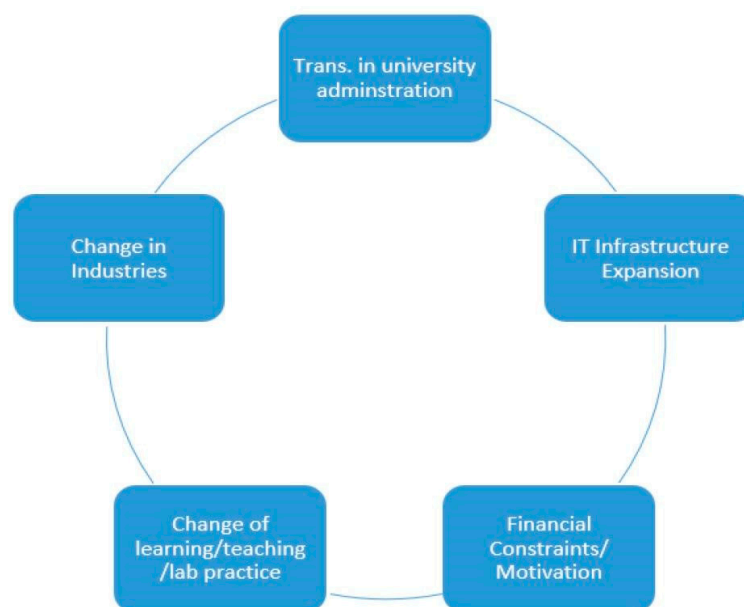 Trans. in university
adminstration
IT Infrastructure
Expansion
Financial
Constraints/
Motivation
Change of
learning/teaching
/lab practice
Change in
Industries